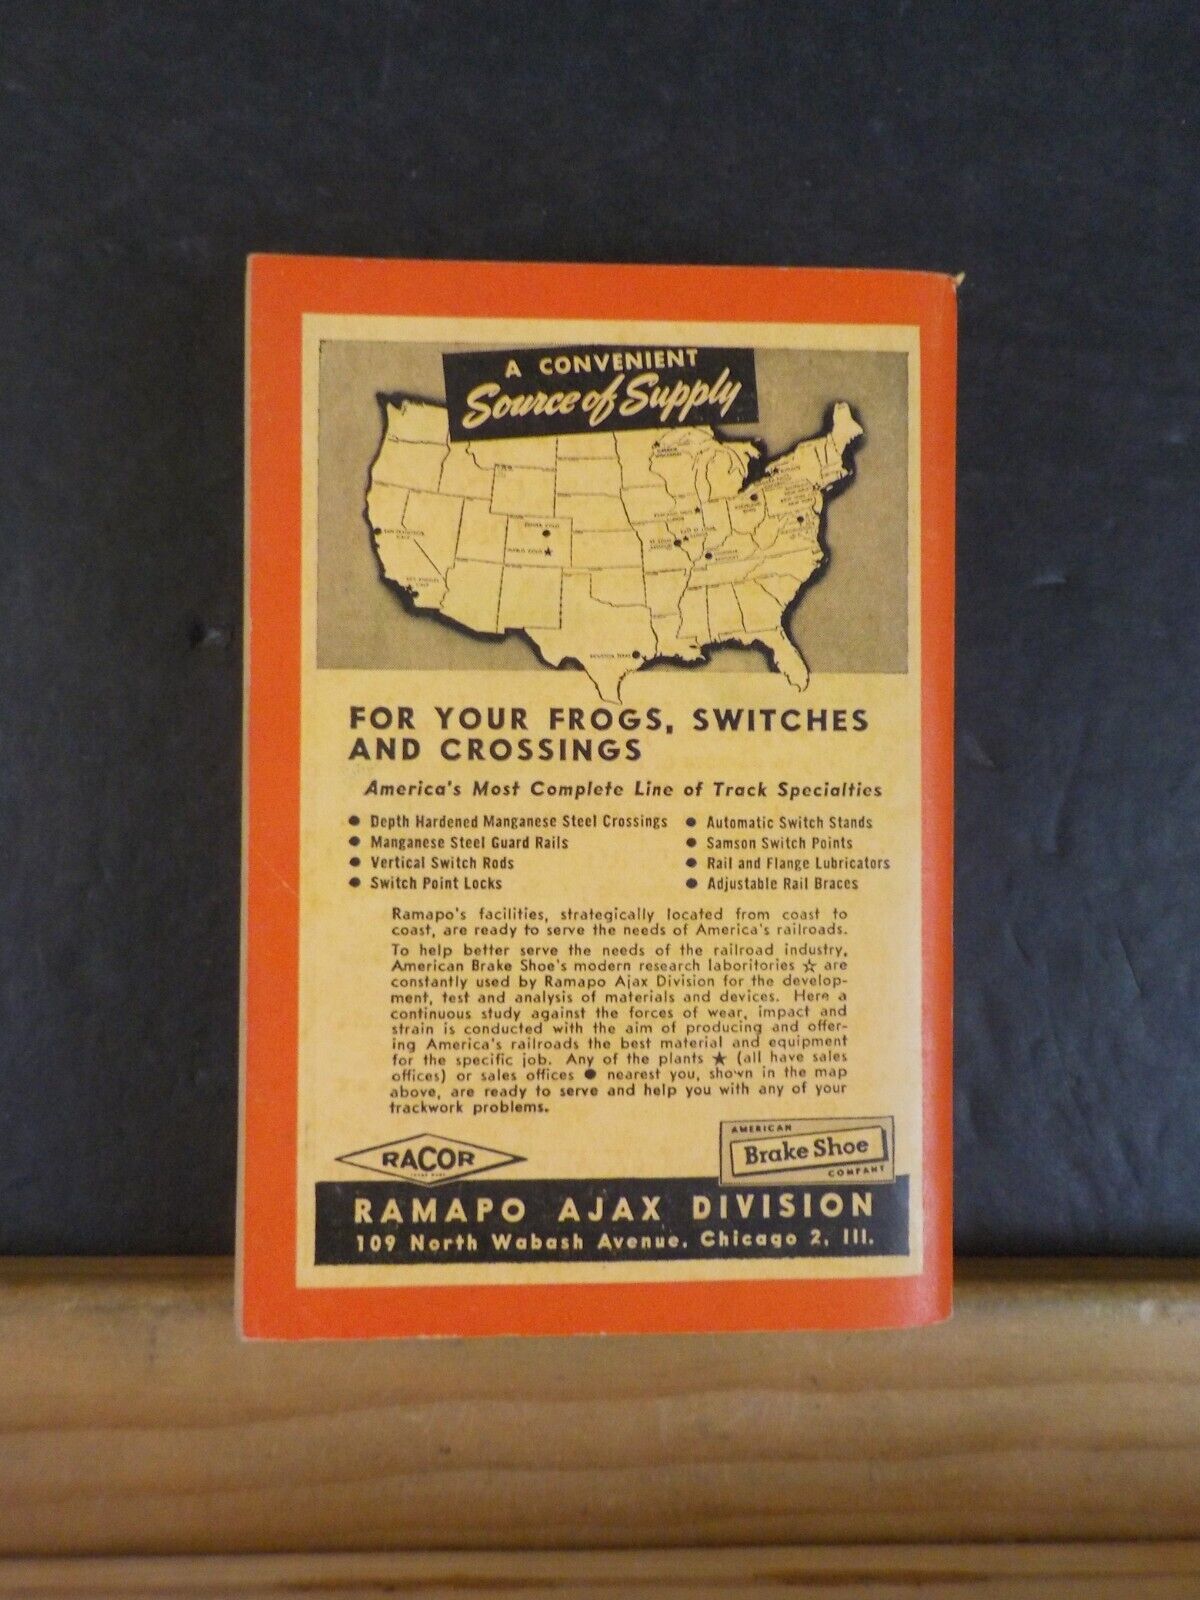 A CONVENIENT
Source of Supply
HOUSTON TEXAS
FOR YOUR FROGS, SWITCHES
AND CROSSINGS
America's Most Complete Line of Track Specialties
● Depth Hardened Manganese Steel Crossings
● Manganese Steel Guard Rails
● Vertical Switch Rods
● Switch Point Locks
● Automatic Switch Stands
● Samson Switch Points
● Rail and Flange Lubricators
● Adjustable Rail Braces
Ramapo's facilities, strategically located from coast to
coast, are ready to serve the needs of America's railroads.
To help better serve the needs of the railroad industry,
American Brake Shoe's modern research laboritories ☆ are
constantly used by Ramapo Ajax Division for the develop-
ment, test and analysis of materials and devices. Here a
continuous study against the forces of wear, impact and
strain is conducted with the aim of producing and offer-
ing America's railroads the best material and equipment
for the specific job. Any of the plants ★ (all have sales
offices) or sales offices ● nearest you, shown in the map
above, are ready to serve and help you with any of your
trackwork problems.
RACOR
TRADE MARK
AMERICAN
Brake Shoe
COMPANY
RAMAPO AJAX DIVISION
109 North Wabash Avenue. Chicago 2, Ill.